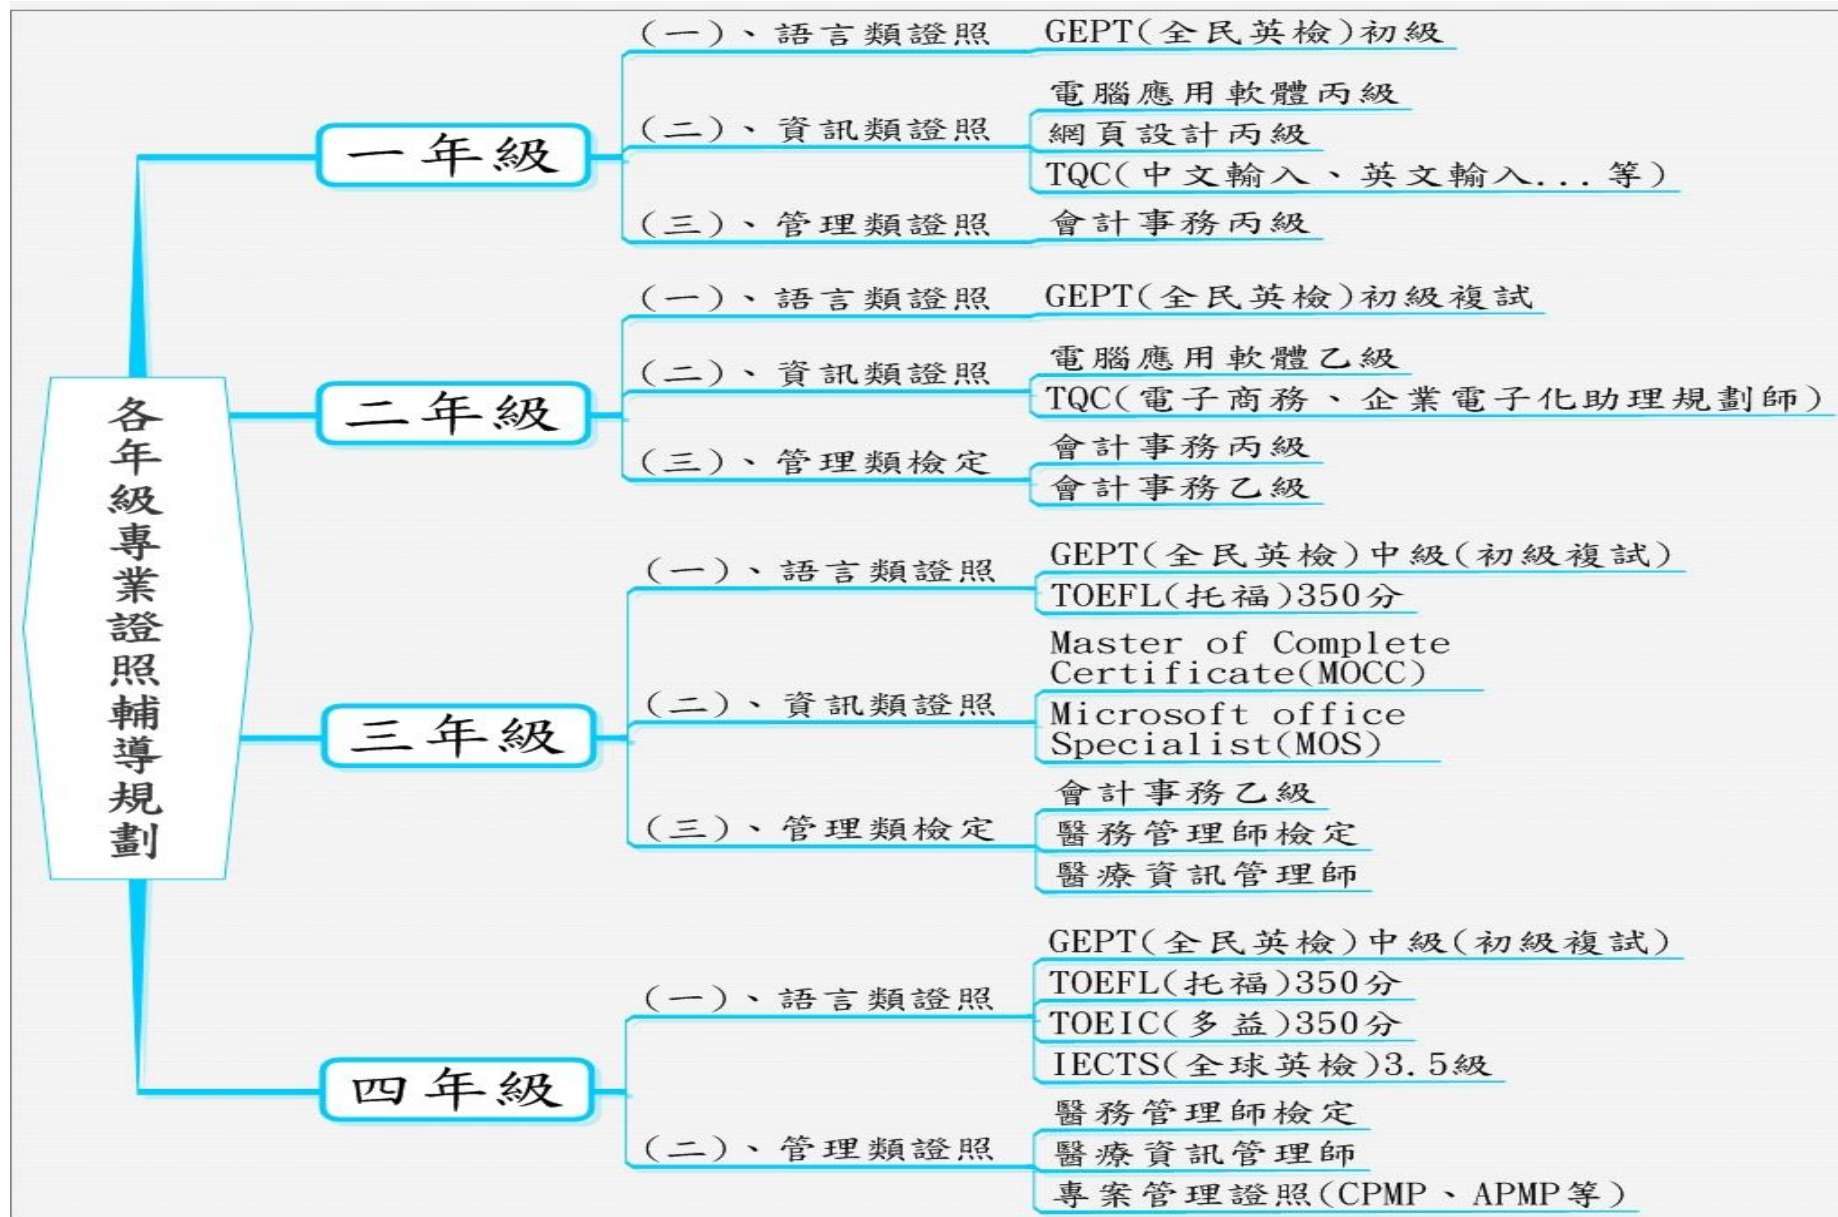 各年級專業證照輔導規劃
一年級
(一)、語言類證照
GEPT(全民英檢)初級
(二)、資訊類證照
電腦應用軟體丙級
網頁設計丙級
TQC(中文輸入、英文輸入...等)
(三)、管理類證照
會計事務丙級
二年級
(一)、語言類證照
GEPT(全民英檢)初級複試
(二)、資訊類證照
電腦應用軟體乙級
TQC(電子商務、企業電子化助理規劃師)
(三)、管理類檢定
會計事務丙級
會計事務乙級
三年級
(一)、語言類證照
GEPT(全民英檢)中級(初級複試)
TOEFL(托福)350分
(二)、資訊類證照
Master of Complete
Certificate(MOCC)
Microsoft office
Specialist(MOS)
(三)、管理類檢定
會計事務乙級
醫務管理師檢定
醫療資訊管理師
四年級
(一)、語言類證照
GEPT(全民英檢)中級(初級複試)
TOEFL(托福)350分
TOEIC(多益)350分
IECTS(全球英檢)3.5級
(二)、管理類證照
醫務管理師檢定
醫療資訊管理師
專案管理證照(CPMP、APMP等)